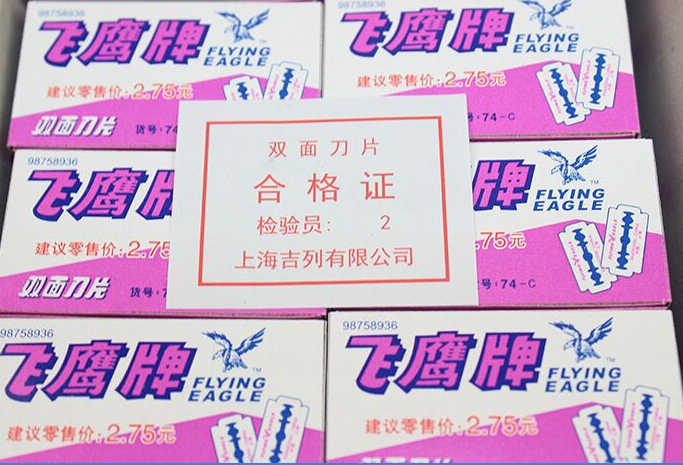 飞鹰牌
FLYING
EAGLE
建议零售价:2.75元
双面刀片
货号:74
98758936
飞鹰牌
FLYING
EAGLE
建议零售价:2.75元
74-C
双面刀片
合格证
检验员: 2
上海吉列有限公司
98758936
飞鹰
建议零售价:2.75
双面刀片
货号:7
牌
FLYING
EAGLE
™
.75元
:74-C
98758936
飞鹰牌
FLYING
EAGLE
™
建议零售价:2.75元
98758936
飞鹰牌
FLYING
EAGLE
™
建议零售价:2.75元